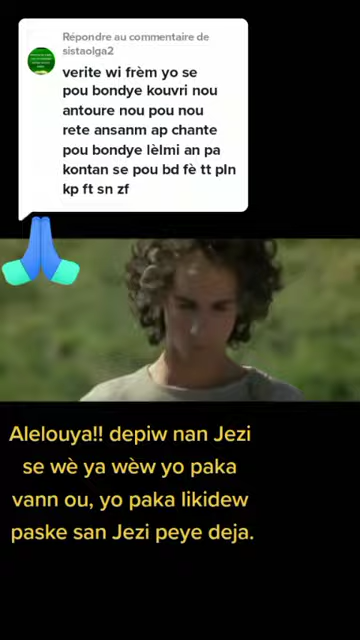 Répondre au commentaire de
sistaolga2
verite wi frèm yo se
pou bondye kouvri nou
antoure nou pou nou
rete ansanm ap chante
pou bondye lèlmi an pa
kontan se pou bd fè tt pln
kp ft sn zf
Alelouya!! depiw nan Jezi
se wè ya wèw yo paka
vann ou, yo paka likidew
paske san Jezi peye deja.